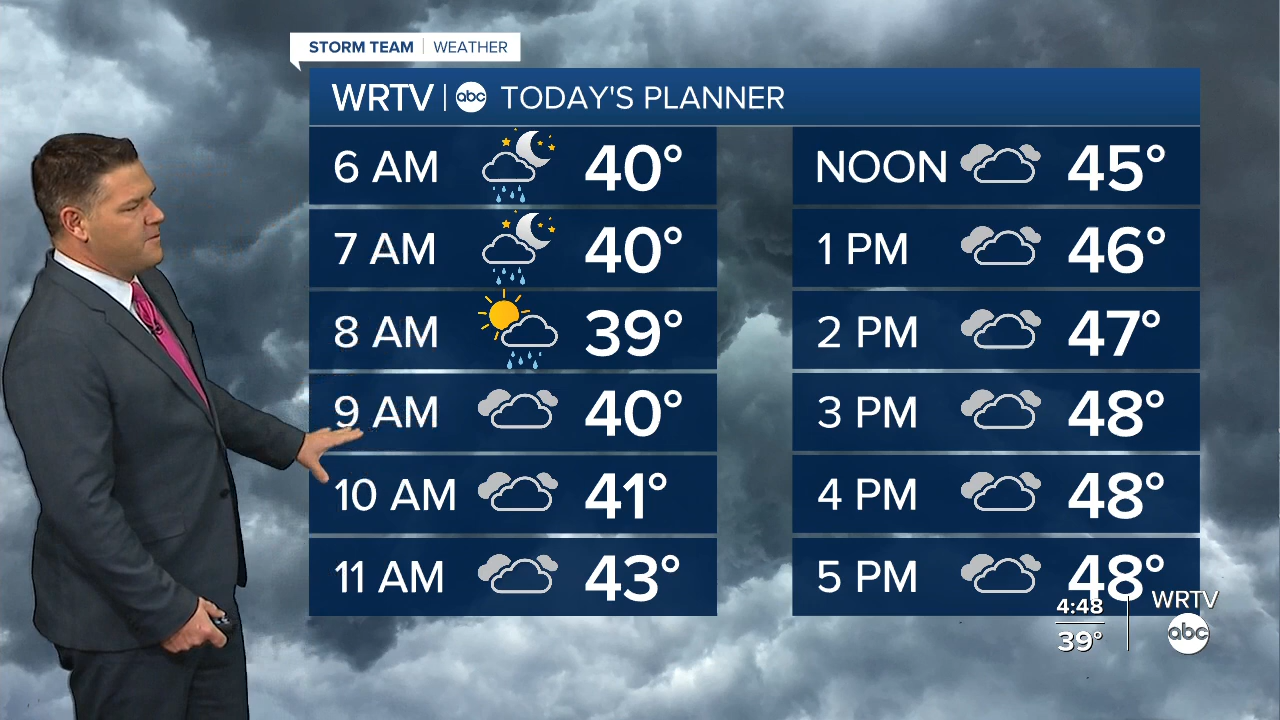 STORM TEAM | WEATHER
WRTV | abc TODAY'S PLANNER
6 AM 40°
7 AM 40°
8 AM 39°
9 AM 40°
10 AM 41°
11 AM 43°
NOON 45°
1 PM 46°
2 PM 47°
3 PM 48°
4 PM 48°
5 PM 48°
4:48
39°
WRTV
abc